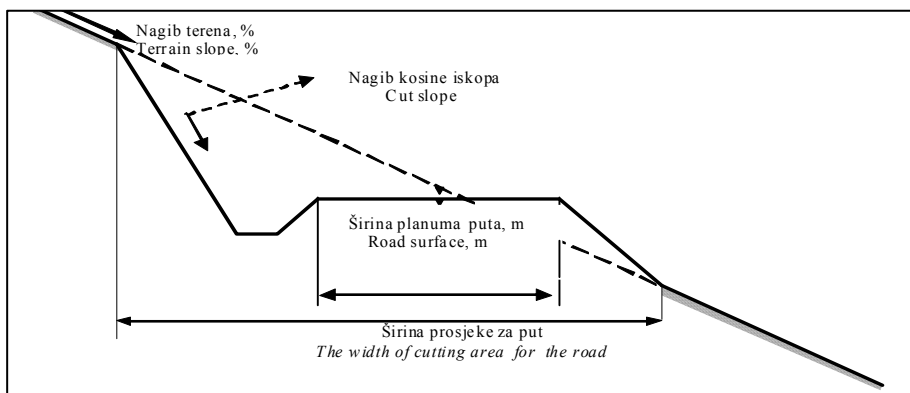 Nagib terena, %
Terrain slope, %
Nagib kosine iskopa
Cut slope
Širina planuma puta, m
Road surface, m
Širina prosjeke za put
The width of cutting area for the road